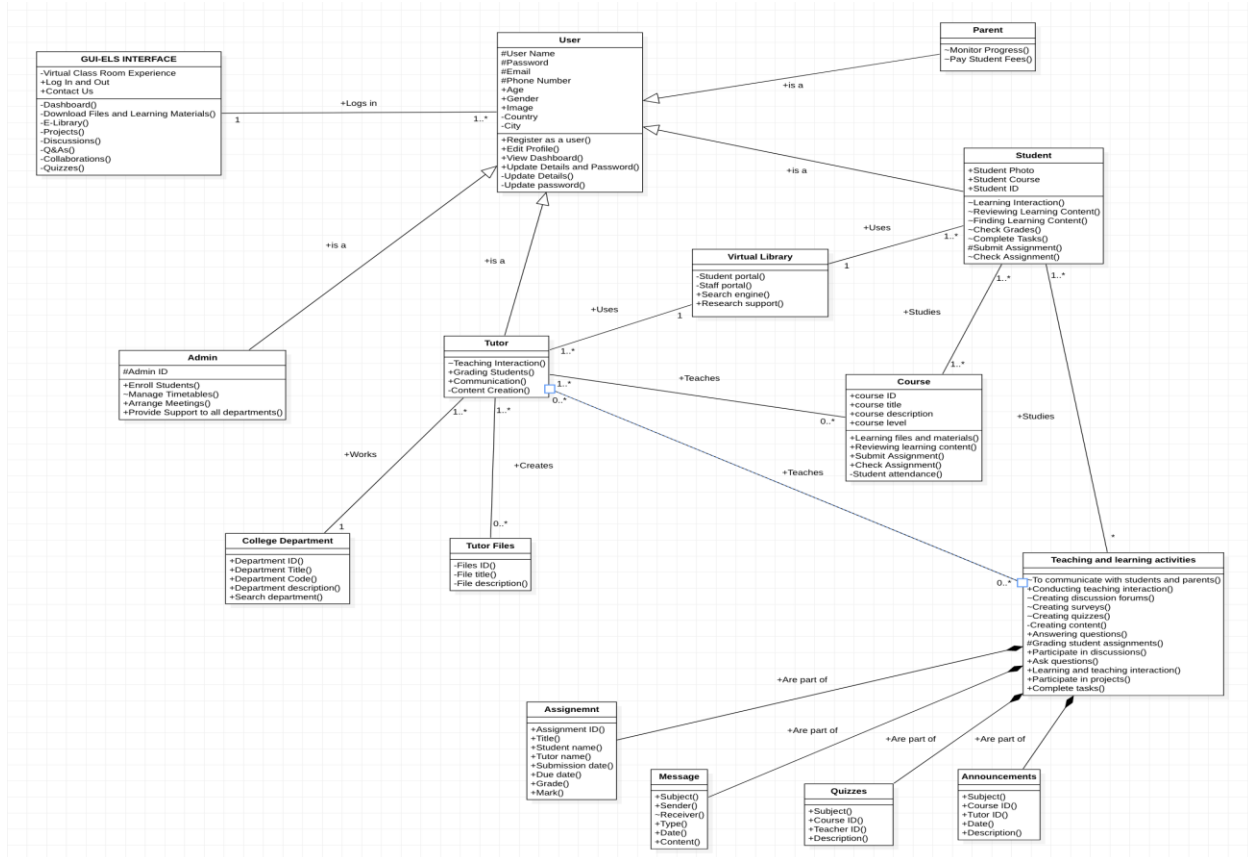 Parent
~Monitor Progress()
~Pay Student Fees()
User
#User Name
#Password
#Email
#Phone Number
+Age
+Gender
+Image
-Country
-City
+Register as a user()
+Edit Profile()
+View Dashboard()
+Update Details and Password()
-Update Details()
-Update password()
GUI-ELS INTERFACE
-Virtual Class Room Experience
+Log In and Out
+Contact Us
-Dashboard()
-Download Files and Learning Materials()
-E-Library()
-Projects()
-Discussions()
-Q&As()
-Collaborations()
-Quizzes()
+Logs in
1
1..*
+is a
+is a
Student
+Student Photo
+Student Course
+Student ID
~Learning Interaction()
~Reviewing Learning Content()
~Finding Learning Content()
~Check Grades()
~Complete Tasks()
#Submit Assignment()
~Check Assignment()
+is a
+is a
+Uses
1..*
1
Virtual Library
-Student portal()
-Staff portal()
+Search engine()
+Research support()
+Uses
1
1..*
1..*
1..*
+Studies
1..*
Tutor
~Teaching Interaction()
+Grading Students()
+Communication()
-Content Creation()
Admin
#Admin ID
+Enroll Students()
~Manage Timetables()
+Arrange Meetings()
+Provide Support to all departments()
1..*
+Teaches
0..*
0..*
Course
+course ID
+course title
+course description
+course level
+Learning files and materials()
+Reviewing learning content()
+Submit Assignment()
+Check Assignment()
-Student attendance()
1..*
1..*
+Works
+Creates
+Teaches
+Studies
1
0..*
*
College Department
+Department ID()
+Department Title()
+Department Code()
+Department description()
+Search department()
Tutor Files
-Files ID()
-File title()
-File description()
0..*
Teaching and learning activities
~To communicate with students and parents()
+Conducting teaching interaction()
~Creating discussion forums()
~Creating surveys()
~Creating quizzes()
-Creating content()
+Answering questions()
#Grading student assignments()
+Participate in discussions()
+Ask questions()
+Learning and teaching interaction()
+Participate in projects()
+Complete tasks()
+Are part of
+Are part of
+Are part of
+Are part of
Assignemnt
+Assignment ID()
+Title()
+Student name()
+Tutor name()
+Submission date()
+Due date()
+Grade()
+Mark()
Message
+Subject()
+Sender()
~Receiver()
+Type()
+Date()
+Content()
Quizzes
+Subject()
+Course ID()
+Teacher ID()
+Description()
Announcements
+Subject()
+Course ID()
+Tutor ID()
+Date()
+Description()